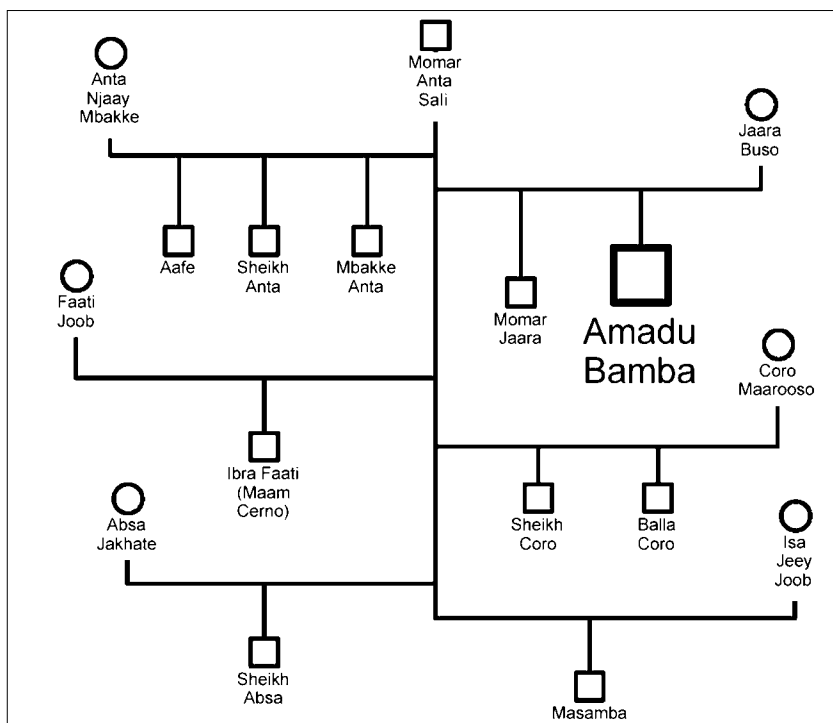 Anta
Njaay
Mbakke
Momar
Anta
Sali
Jaara
Buso
Aafe
Sheikh
Anta
Mbakke
Anta
Momar
Jaara
Amadu
Bamba
Faati
Joob
Coro
Maarooso
Ibra Faati
(Maam
Cerno)
Sheikh
Coro
Balla
Coro
Absa
Jakhate
Isa
Jeey
Joob
Sheikh
Absa
Masamba